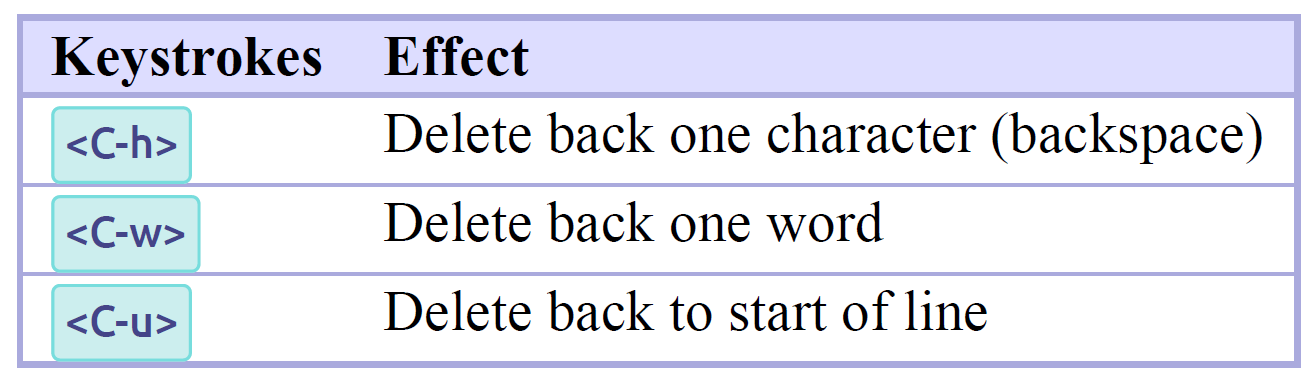 Keystrokes Effect
<C-h> Delete back one character (backspace)
<C-w> Delete back one word
<C-u> Delete back to start of line